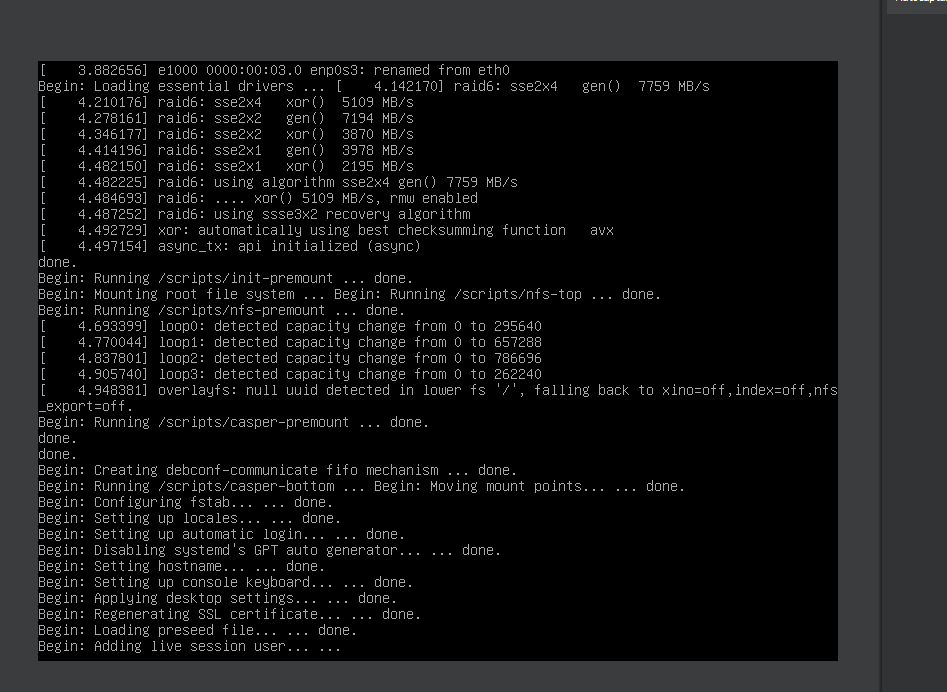 [    3.882656] e1000 0000:00:03.0 enp0s3: renamed from eth0
Begin: Loading essential drivers ... [    4.142170] raid6: sse2x4   gen()  7759 MB/s
[    4.210176] raid6: sse2x4   xor()  5109 MB/s
[    4.278161] raid6: sse2x2   gen()  7194 MB/s
[    4.346177] raid6: sse2x2   xor()  3870 MB/s
[    4.414196] raid6: sse2x1   gen()  3978 MB/s
[    4.482150] raid6: sse2x1   xor()  2195 MB/s
[    4.482225] raid6: using algorithm sse2x4 gen() 7759 MB/s
[    4.484693] raid6: .... xor() 5109 MB/s, rmw enabled
[    4.487252] raid6: using ssse3x2 recovery algorithm
[    4.492729] xor: automatically using best checksumming function   avx
[    4.497154] async_tx: api initialized (async)
done.
Begin: Running /scripts/init-premount ... done.
Begin: Mounting root file system ... Begin: Running /scripts/nfs-top ... done.
Begin: Running /scripts/nfs-premount ... done.
[    4.693399] loop0: detected capacity change from 0 to 295640
[    4.770044] loop1: detected capacity change from 0 to 657288
[    4.837801] loop2: detected capacity change from 0 to 786696
[    4.905740] loop3: detected capacity change from 0 to 262240
[    4.948381] overlayfs: null uuid detected in lower fs '/', falling back to xino=off,index=off,nfs
_export=off.
Begin: Running /scripts/casper-premount ... done.
done.
done.
Begin: Creating debconf-communicate fifo mechanism ... done.
Begin: Running /scripts/casper-bottom ... Begin: Moving mount points... ... done.
Begin: Configuring fstab... ... done.
Begin: Setting up locales... ... done.
Begin: Setting up automatic login... ... done.
Begin: Disabling systemd's GPT auto generator... ... done.
Begin: Setting hostname... ... done.
Begin: Setting up console keyboard... ... done.
Begin: Applying desktop settings... ... done.
Begin: Regenerating SSL certificate... ... done.
Begin: Loading preseed file... ... done.
Begin: Adding live session user... ...